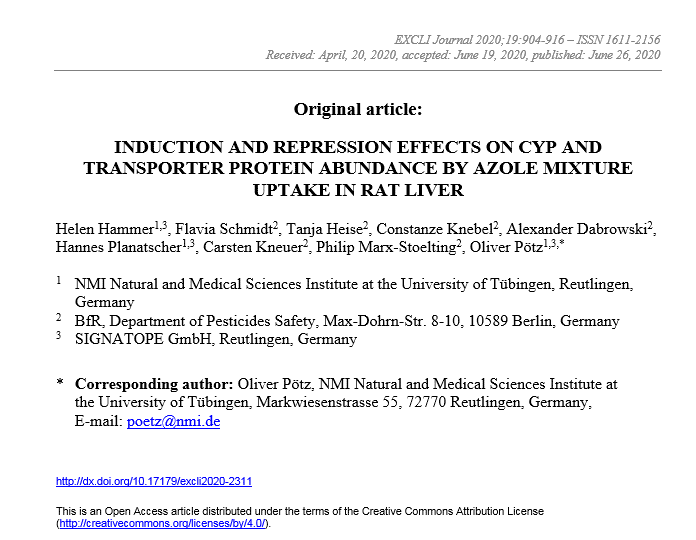 EXCLI Journal 2020;19:904-916 – ISSN 1611-2156
Received: April, 20, 2020, accepted: June 19, 2020, published: June 26, 2020
Original article:
INDUCTION AND REPRESSION EFFECTS ON CYP AND
TRANSPORTER PROTEIN ABUNDANCE BY AZOLE MIXTURE
UPTAKE IN RAT LIVER
Helen Hammer1,3, Flavia Schmidt2, Tanja Heise2, Constanze Knebel2, Alexander Dabrowski2,
Hannes Planatscher1,3, Carsten Kneuer2, Philip Marx-Stoelting2, Oliver Pötz1,3,*
1 NMI Natural and Medical Sciences Institute at the University of Tübingen, Reutlingen,
Germany
2 BfR, Department of Pesticides Safety, Max-Dohrn-Str. 8-10, 10589 Berlin, Germany
3 SIGNATOPE GmbH, Reutlingen, Germany
* Corresponding author: Oliver Pötz, NMI Natural and Medical Sciences Institute at
the University of Tübingen, Markwiesenstrasse 55, 72770 Reutlingen, Germany,
E-mail: poetz@nmi.de
http://dx.doi.org/10.17179/excli2020-2311
This is an Open Access article distributed under the terms of the Creative Commons Attribution License
(http://creativecommons.org/licenses/by/4.0/).